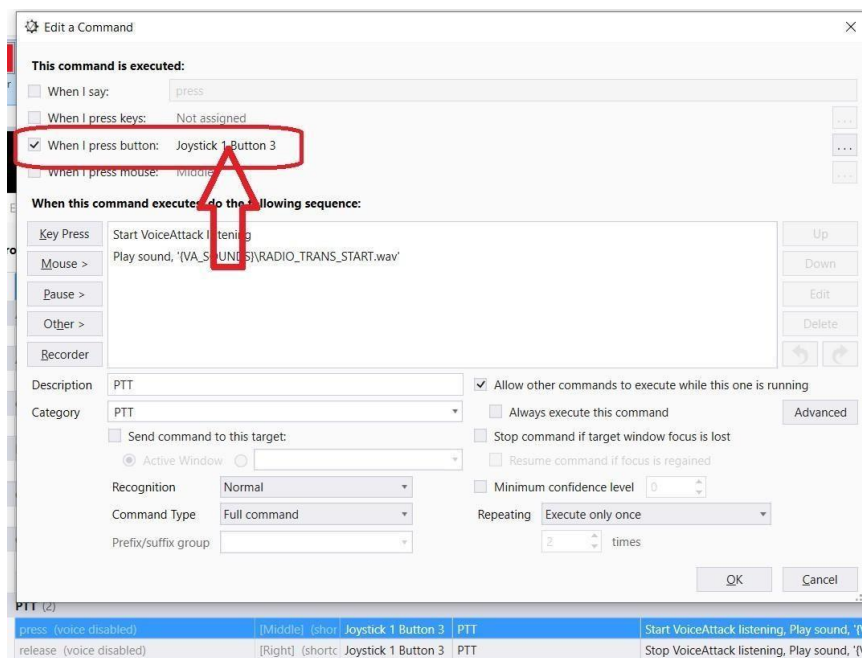 Edit a Command
This command is executed:
When I say: press
When I press keys: Not assigned ...
When I press button: Joystick 1 Button 3 ...
When I press mouse: Middle ...
When this command executes, do the following sequence:
Key Press
Start VoiceAttack listening
Up
Mouse >
Play sound, '{VA_SOUNDS}\RADIO_TRANS_START.wav'
Down
Pause >
Edit
Other >
Delete
Recorder
Description PTT
Allow other commands to execute while this one is running
Category PTT
Always execute this command
Advanced
Send command to this target:
Stop command if target window focus is lost
Active Window
Resume command if focus is regained
Recognition Normal
Minimum confidence level 0
Command Type Full command
Repeating Execute only once
Prefix/suffix group
2 times
OK Cancel
PTT (2)
press (voice disabled) [Middle] (shor Joystick 1 Button 3 PTT Start VoiceAttack listening, Play sound, '{V
release (voice disabled) [Right] (shortc Joystick 1 Button 3 PTT Stop VoiceAttack listening, Play sound, '{V